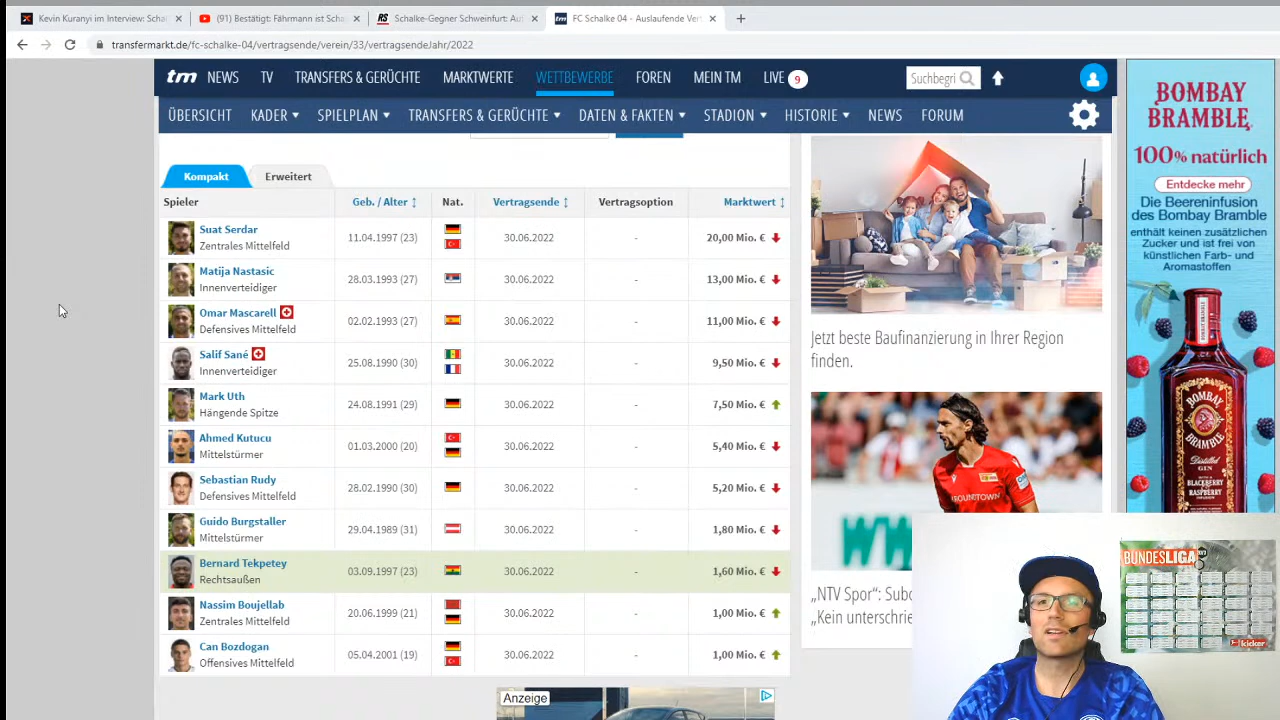 Kevin Kuranyi im Interview: Scha
(91) Bestätigt: Fährmann ist Scha
RS Schalke-Gegner Schweinfurt: Au
tm FC Schalke 04 - Auslaufende Ver
transfermarkt.de/fc-schalke-04/vertragsende/verein/33/vertragsendeJahr/2022
tm NEWS TV TRANSFERS & GERÜCHTE MARKTWERTE WETTBEWERBE FOREN MEIN TM LIVE 9 Suchbegri
ÜBERSICHT KADER SPIELPLAN TRANSFERS & GERÜCHTE DATEN & FAKTEN STADION HISTORIE NEWS FORUM
Kompakt Erweitert
Spieler Geb. / Alter Nat. Vertragsende Vertragsoption Marktwert
Suat Serdar
Zentrales Mittelfeld
11.04.1997 (23) 30.06.2022 - 20,00 Mio. €
Matija Nastasic
Innenverteidiger
28.03.1993 (27) 30.06.2022 - 13,00 Mio. €
Omar Mascarell
Defensives Mittelfeld
02.02.1993 (27) 30.06.2022 - 11,00 Mio. €
Salif Sané
Innenverteidiger
25.08.1990 (30) 30.06.2022 - 9,50 Mio. €
Mark Uth
Hängende Spitze
24.08.1991 (29) 30.06.2022 - 7,50 Mio. €
Ahmed Kutucu
Mittelstürmer
01.03.2000 (20) 30.06.2022 - 5,40 Mio. €
Sebastian Rudy
Defensives Mittelfeld
28.02.1990 (30) 30.06.2022 - 5,20 Mio. €
Guido Burgstaller
Mittelstürmer
29.04.1989 (31) 30.06.2022 - 1,80 Mio. €
Bernard Tekpetey
Rechtsaußen
03.09.1997 (23) 30.06.2022 - 1,60 Mio. €
Nassim Boujellab
Zentrales Mittelfeld
20.06.1999 (21) 30.06.2022 - 1,00 Mio. €
Can Bozdogan
Offensives Mittelfeld
05.04.2001 (19) 30.06.2022 - 1,00 Mio. €
Anzeige
Jetzt beste Baufinanzierung in Ihrer Region
finden.
„NTV Spor“: Subo
„Kein unterschrie
BOMBAY
BRAMBLE
100% natürlich
Entdecke mehr
Die Beereninfusion
des Bombay Bramble
enthält keinen zusätzlichen
Zucker und ist frei von
künstlichen Farb- und
Aromastoffen
BOMBAY
BRAMBLE
GIN
BLACKBERRY
RASPBERRY
BUNDESLIGA
kicker